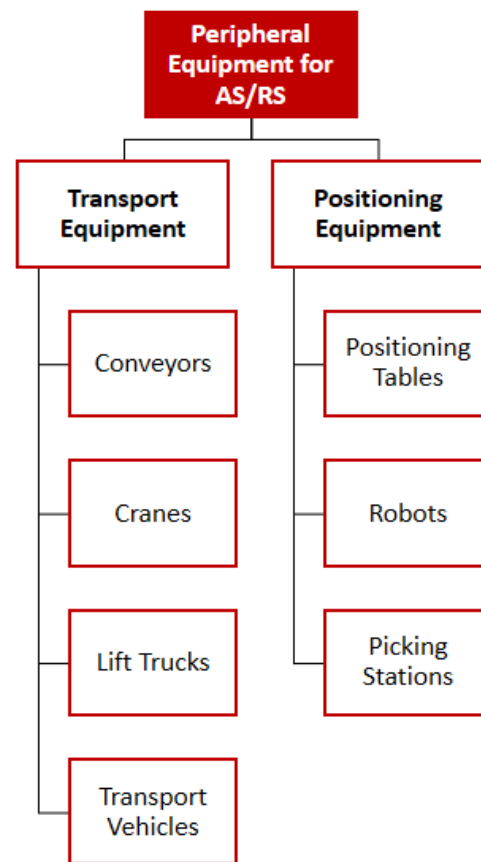 Peripheral
Equipment for
AS/RS
Transport
Equipment
Positioning
Equipment
Conveyors
Positioning
Tables
Cranes
Robots
Lift Trucks
Picking
Stations
Transport
Vehicles